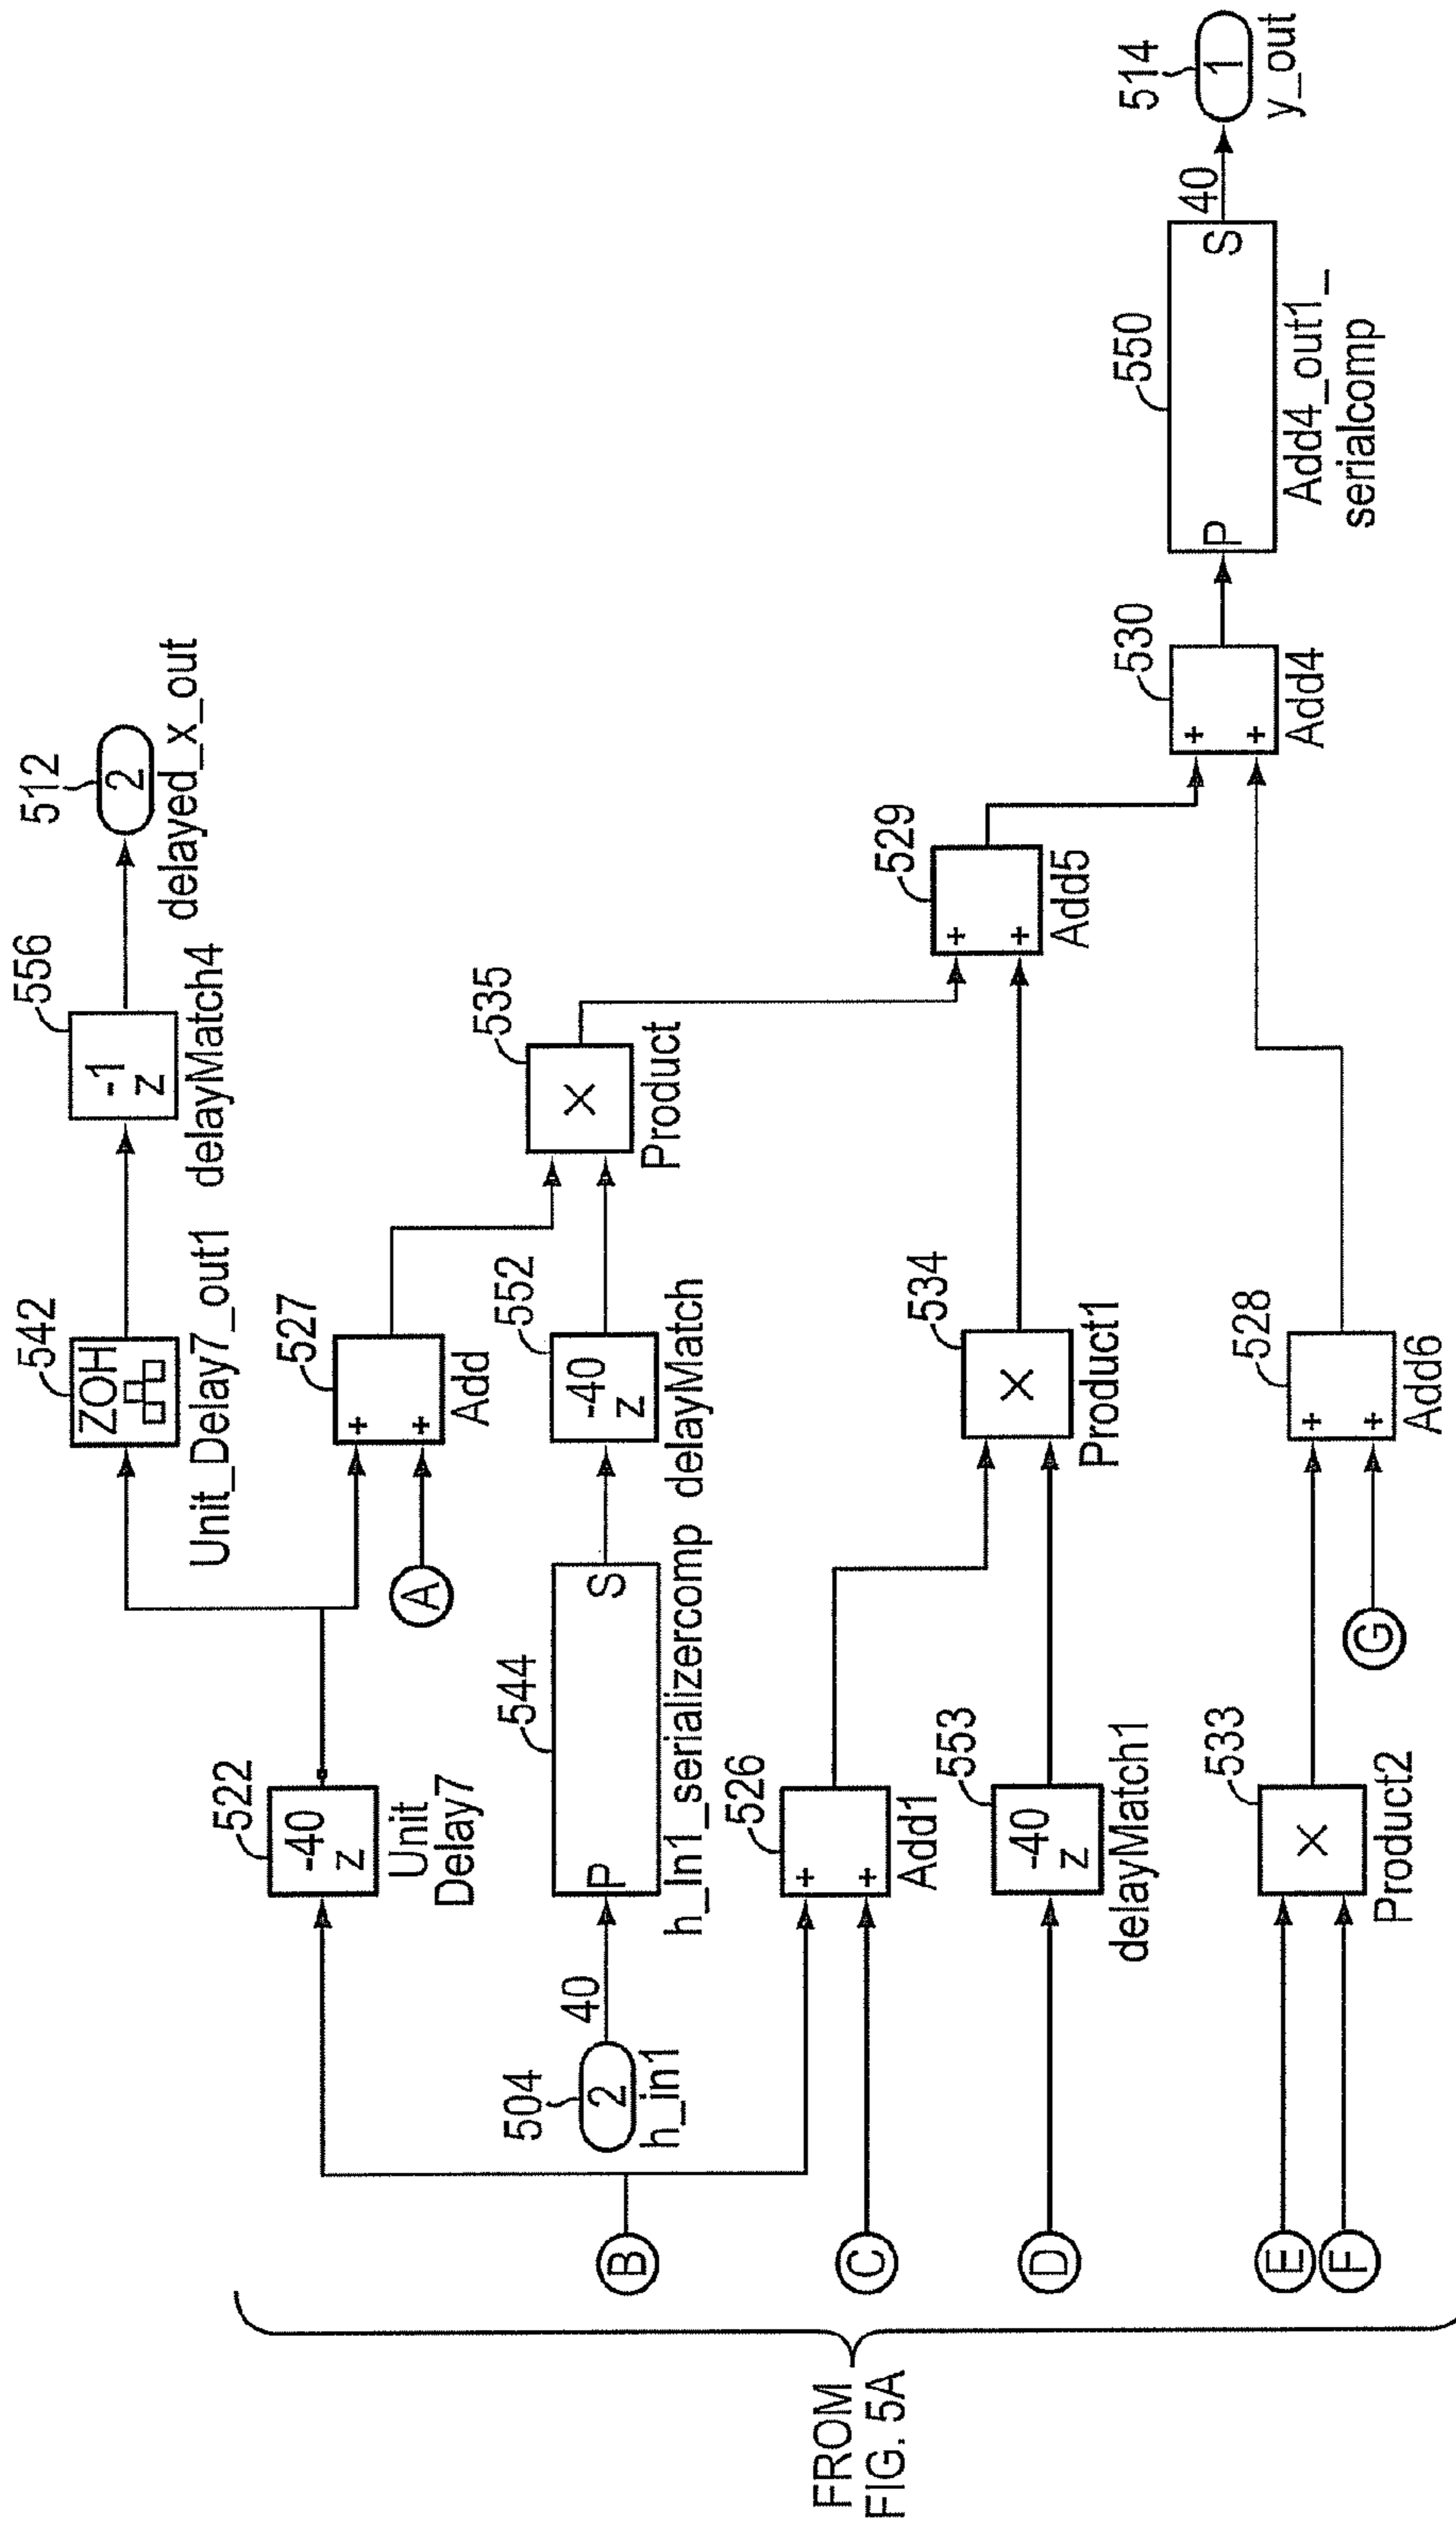 FROM
FIG. 5A
B
C
D
E
F
522
-40
z
Unit
Delay7
504
2
h_in1
40
544
P
S
h_In1_serializercomp
526
+
+
Add1
553
-40
z
delayMatch1
533
×
Product2
A
G
542
ZOH
Unit_Delay7_out1
527
+
+
Add
552
-40
z
delayMatch
534
×
Product1
528
+
+
Add6
556
-1
z
delayMatch4
535
×
Product
512
2
delayed_x_out
529
+
+
Add5
530
+
+
Add4
550
P
S
Add4_out1_
serialcomp
40
514
1
y_out